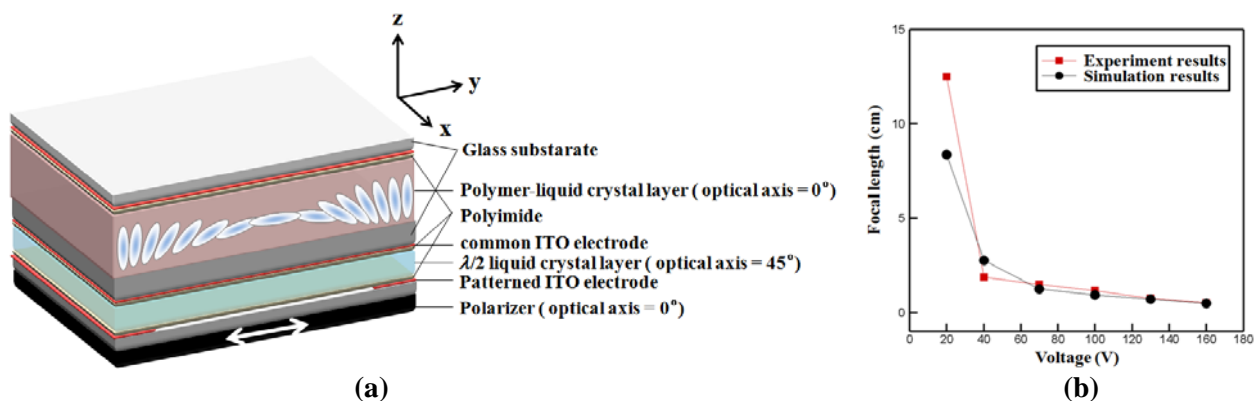 z
y
x
Glass substarate
Polymer-liquid crystal layer ( optical axis = 0°)
Polyimide
common ITO electrode
λ/2 liquid crystal layer ( optical axis = 45°)
Patterned ITO electrode
Polarizer ( optical axis = 0°)
(a)
15
10
5
0
Focal length (cm)
Experiment results
Simulation results
0 20 40 60 80 100 120 140 160 180
Voltage (V)
(b)